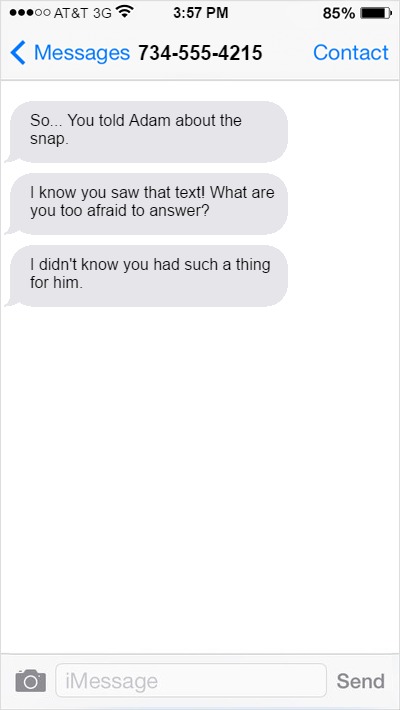 AT&T 3G 3:57 PM 85%
Messages 734-555-4215 Contact
So... You told Adam about the
snap.
I know you saw that text! What are
you too afraid to answer?
I didn't know you had such a thing
for him.
iMessage Send